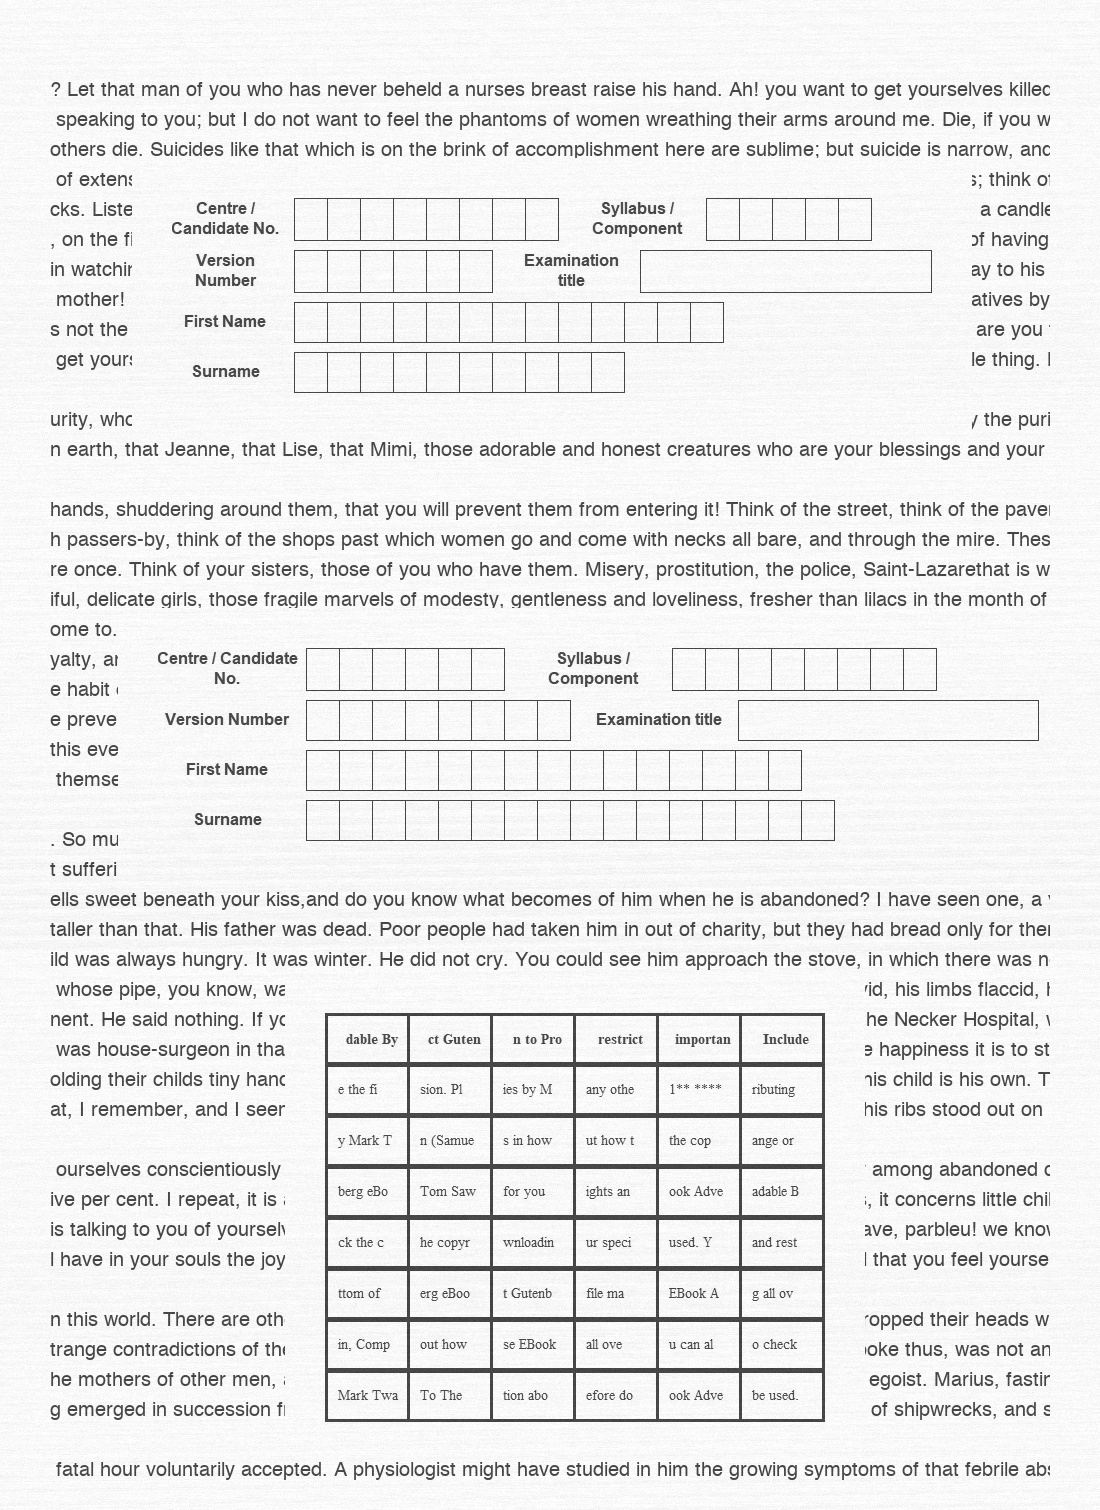 ? Let that man of you who has never beheld a nurses breast raise his hand. Ah! you want to get yourselves killed
speaking to you; but I do not want to feel the phantoms of women wreathing their arms around me. Die, if you w
others die. Suicides like that which is on the brink of accomplishment here are sublime; but suicide is narrow, and
of extens s; think of
cks. Liste a candle
, on the fi of having
in watchin ay to his
mother! atives by
s not the are you
get yours le thing.
urity, who y the puri
Centre / Candidate No.
Syllabus / Component
Version Number
Examination title
First Name
Surname
n earth, that Jeanne, that Lise, that Mimi, those adorable and honest creatures who are your blessings and your
hands, shuddering around them, that you will prevent them from entering it! Think of the street, think of the paver
h passers-by, think of the shops past which women go and come with necks all bare, and through the mire. Thes
re once. Think of your sisters, those of you who have them. Misery, prostitution, the police, Saint-Lazarethat is w
iful, delicate girls, those fragile marvels of modesty, gentleness and loveliness, fresher than lilacs in the month of
ome to.
yalty, ar
e habit
e preve
this eve
themse
. So mu
t sufferi
Centre / Candidate No.
Syllabus / Component
Version Number
Examination title
First Name
Surname
ells sweet beneath your kiss,and do you know what becomes of him when he is abandoned? I have seen one, a
taller than that. His father was dead. Poor people had taken him in out of charity, but they had bread only for ther
ild was always hungry. It was winter. He did not cry. You could see him approach the stove, in which there was n
whose pipe, you know, wa vid, his limbs flaccid,
nent. He said nothing. If yo he Necker Hospital,
was house-surgeon in tha e happiness it is to st
olding their childs tiny hand his child is his own. T
at, I remember, and I seem his ribs stood out on
ourselves conscientiously among abandoned
ive per cent. I repeat, it is , it concerns little chil
is talking to you of yourselv ave, parbleu! we know
l have in your souls the joy that you feel yourse
n this world. There are oth ropped their heads w
trange contradictions of the poke thus, was not an
he mothers of other men, egoist. Marius, fastin
g emerged in succession fr of shipwrecks, and s
dable By ct Guten n to Pro restrict importan Include
e the fi sion. Pl ies by M any othe 1** **** ributing
y Mark T n (Samue s in how ut how t the cop ange or
berg eBo Tom Saw for you ights an ook Adve adable B
ck the c he copyr wnloadin ur speci used. Y and rest
ttom of erg eBoo t Gutenb file ma EBook A g all ov
in, Comp out how se EBook all ove u can al o check
Mark Twa To The tion abo efore do ook Adve be used.
fatal hour voluntarily accepted. A physiologist might have studied in him the growing symptoms of that febrile abs